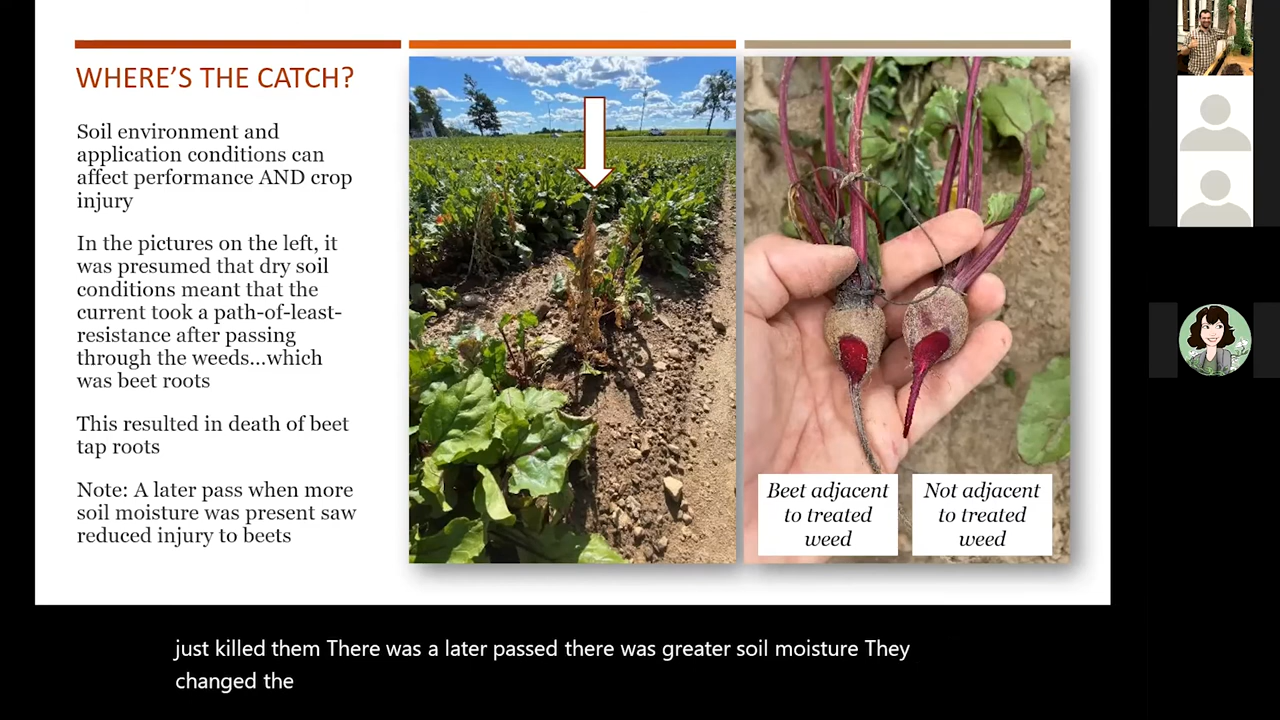 WHERE'S THE CATCH?
Soil environment and
application conditions can
affect performance AND crop
injury
In the pictures on the left, it
was presumed that dry soil
conditions meant that the
current took a path-of-least-
resistance after passing
through the weeds...which
was beet roots
This resulted in death of beet
tap roots
Note: A later pass when more
soil moisture was present saw
reduced injury to beets
Beet adjacent
to treated
weed
Not adjacent
to treated
weed
just killed them There was a later passed there was greater soil moisture They
changed the